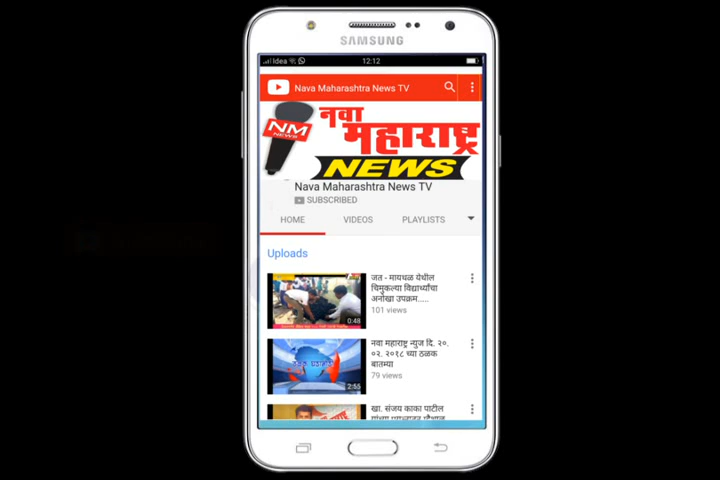 SAMSUNG
Idea
12:12
Nava Maharashtra News TV
NM
NEWS
नवा
महाराष्ट्र
NEWS
Nava Maharashtra News TV
SUBSCRIBED
HOME VIDEOS PLAYLISTS
Uploads
जत - मायथळ येथील
चिमुकल्या विद्यार्थ्यांचा
अनोखा उपक्रम.....
101 views
0:48
नवा महाराष्ट्र न्युज दि. २०.
०२. २०१८ च्या ठळक
बातम्या
79 views
2:55
खा. संजय काका पाटील